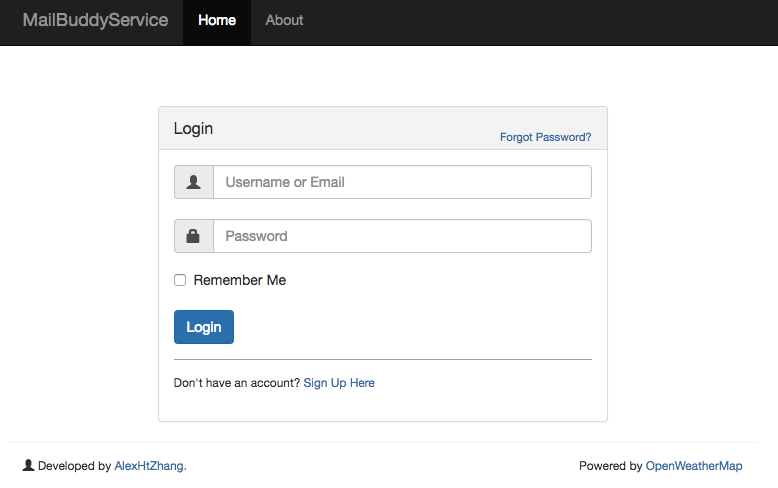 MailBuddyService Home About
Login
Forgot Password?
Username or Email
Password
Remember Me
Login
Don't have an account? Sign Up Here
Developed by AlexHtZhang. Powered by OpenWeatherMap